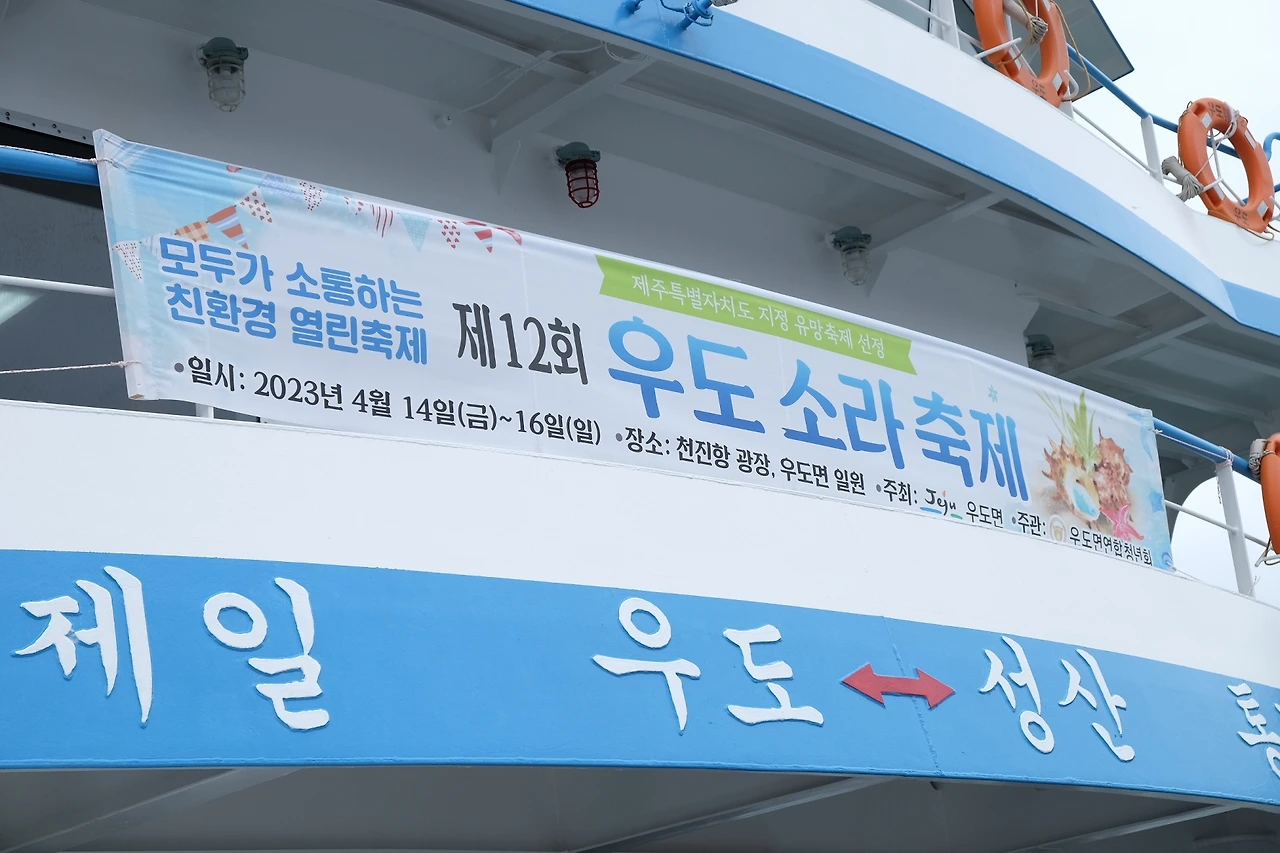 모두가 소통하는
친환경 열린축제
제12회
제주특별자치도 지정 유망축제 선정
우도 소라 축제
•일시: 2023년 4월 14일(금)~16일(일) •장소: 천진항 광장, 우도면 일원 •주최: Jeju 우도면 •주관: 우도면연합청년회
제일 우도 ↔ 성산 통